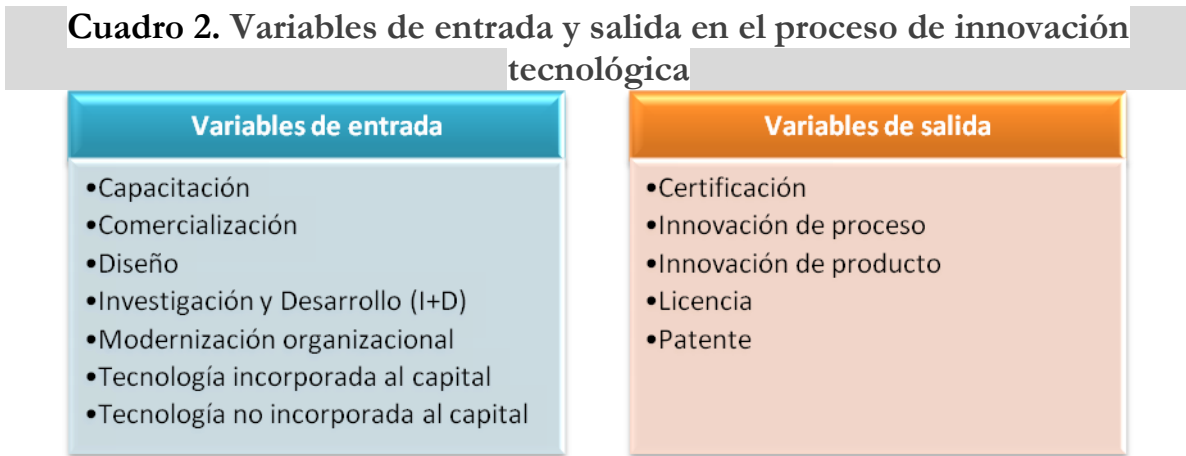 Cuadro 2. Variables de entrada y salida en el proceso de innovación
tecnológica
Variables de entrada
•Capacitación
•Comercialización
•Diseño
•Investigación y Desarrollo (I+D)
•Modernización organizacional
•Tecnología incorporada al capital
•Tecnología no incorporada al capital
Variables de salida
•Certificación
•Innovación de proceso
•Innovación de producto
•Licencia
•Patente